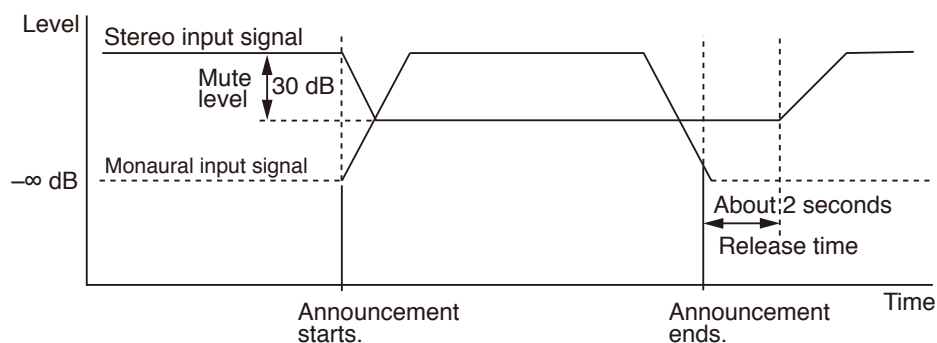 Level
Stereo input signal
Mute
level
30 dB
Monaural input signal
–∞ dB
About 2 seconds
Release time
Time
Announcement
starts.
Announcement
ends.